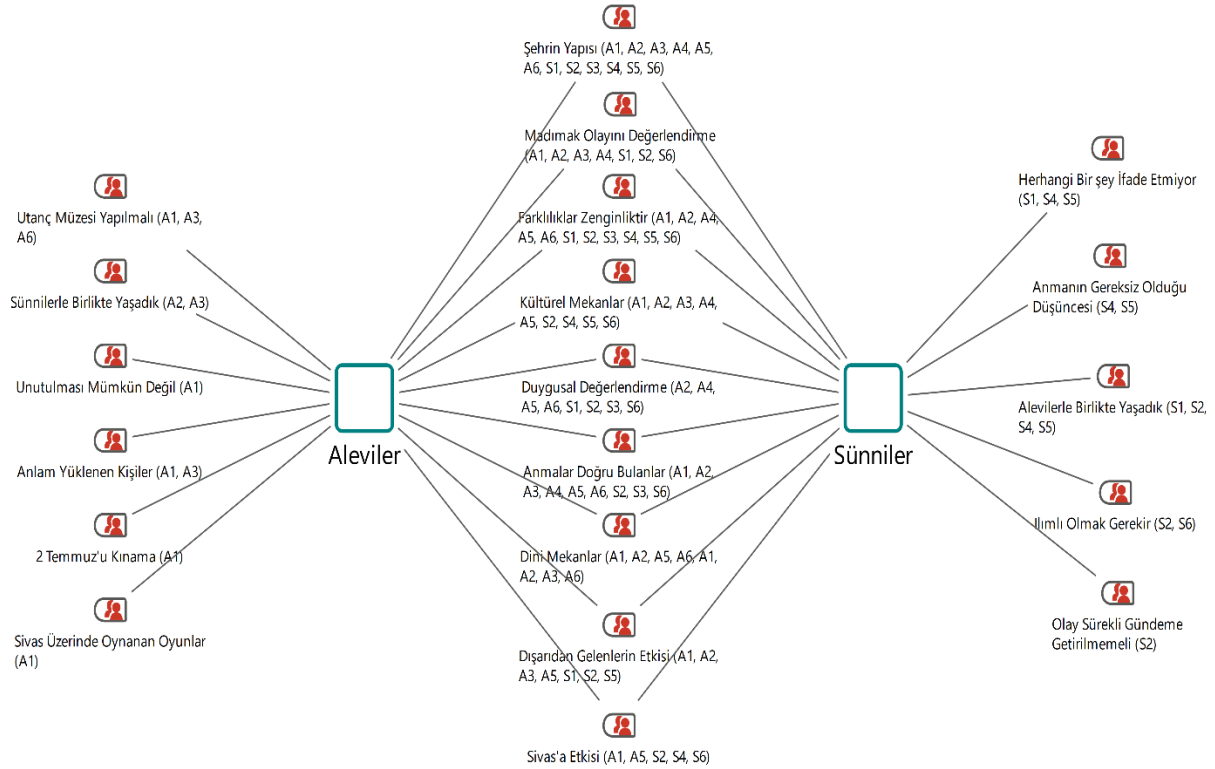 Şehrin Yapısı (A1, A2, A3, A4, A5,
A6, S1, S2, S3, S4, S5, S6)
Madımak Olayını Değerlendirme
(A1, A2, A3, A4, S1, S2, S6)
Farklılıklar Zenginliktir (A1, A2, A4,
A5, A6, S1, S2, S3, S4, S5, S6)
Kültürel Mekanlar (A1, A2, A3, A4,
A5, S2, S4, S5, S6)
Duygusal Değerlendirme (A2, A4,
A5, A6, S1, S2, S3, S6)
Anmalar Doğru Bulanlar (A1, A2,
A3, A4, A5, A6, S2, S3, S6)
Dini Mekanlar (A1, A2, A5, A6, A1,
A2, A3, A6)
Dışarıdan Gelenlerin Etkisi (A1, A2,
A3, A5, S1, S2, S5)
Sivas'a Etkisi (A1, A5, S2, S4, S6)
Utanç Müzesi Yapılmalı (A1, A3,
A6)
Sünnilerle Birlikte Yaşadık (A2, A3)
Unutulması Mümkün Değil (A1)
Anlam Yüklenen Kişiler (A1, A3)
2 Temmuz'u Kınama (A1)
Sivas Üzerinde Oynanan Oyunlar
(A1)
Aleviler
Sünniler
Herhangi Bir şey İfade Etmiyor
(S1, S4, S5)
Anmanın Gereksiz Olduğu
Düşüncesi (S4, S5)
Alevilerle Birlikte Yaşadık (S1, S2,
S4, S5)
Ilımlı Olmak Gerekir (S2, S6)
Olay Sürekli Gündeme
Getirilmemeli (S2)